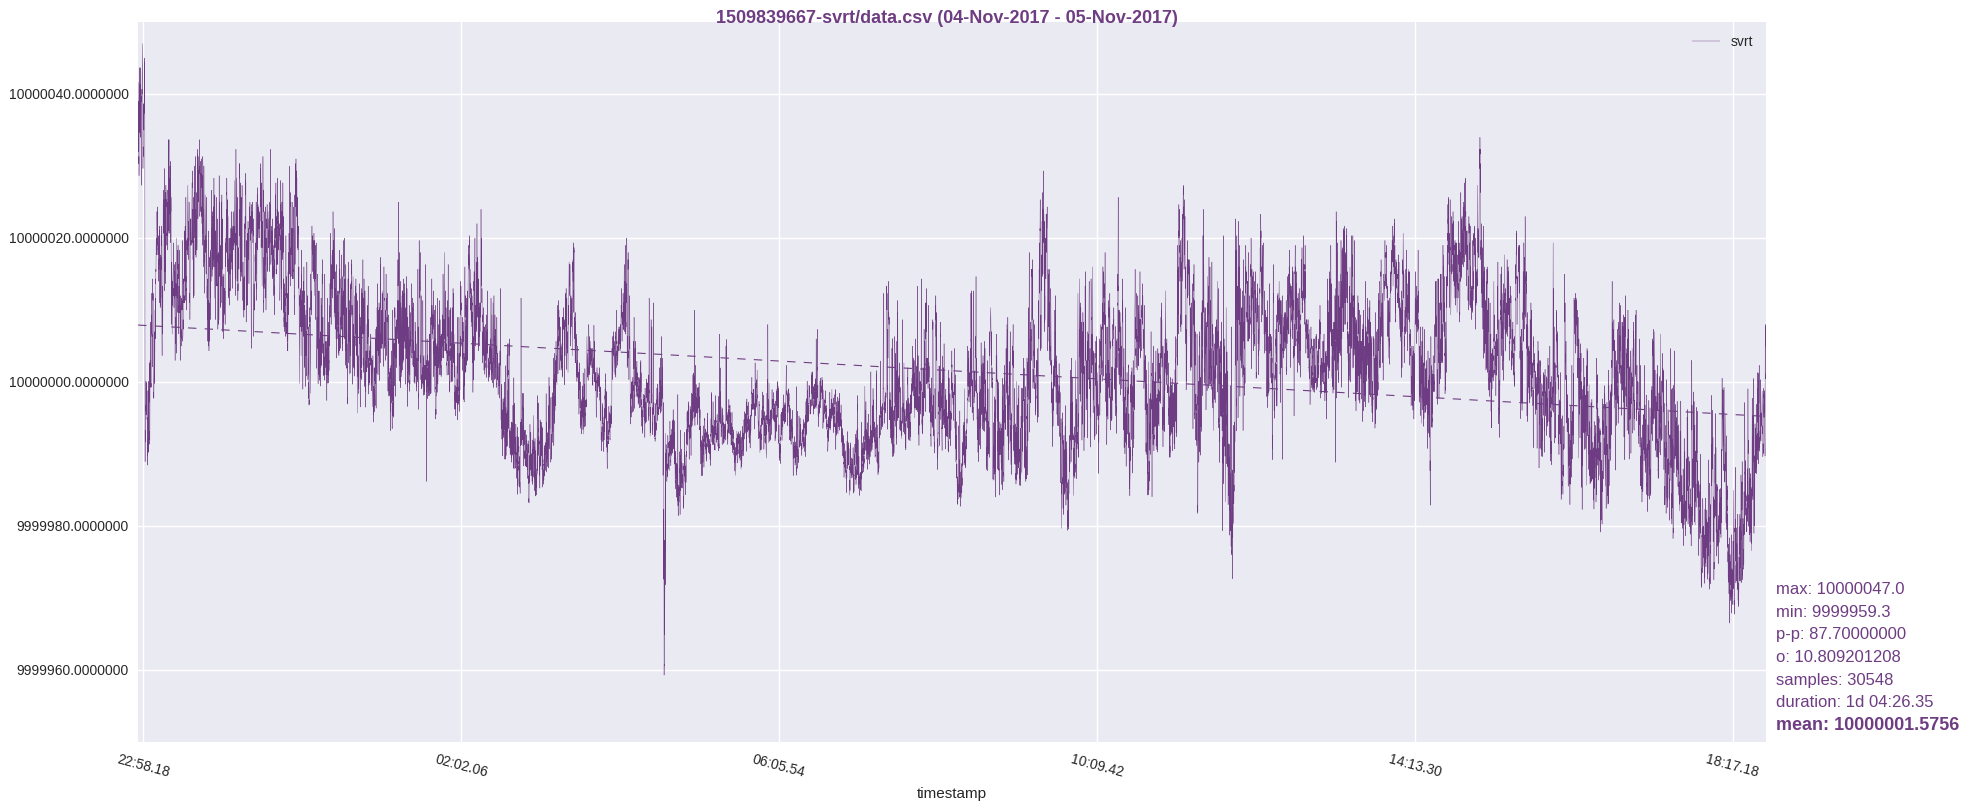 1509839667-svrt/data.csv (04-Nov-2017 - 05-Nov-2017)
svrt
10000040.0000000
10000020.0000000
10000000.0000000
9999980.0000000
9999960.0000000
max: 10000047.0
min: 9999959.3
p-p: 87.70000000
o: 10.809201208
samples: 30548
duration: 1d 04:26.35
mean: 10000001.5756
22:58.18
02:02.06
06:05.54
10:09.42
14:13.30
18:17.18
timestamp